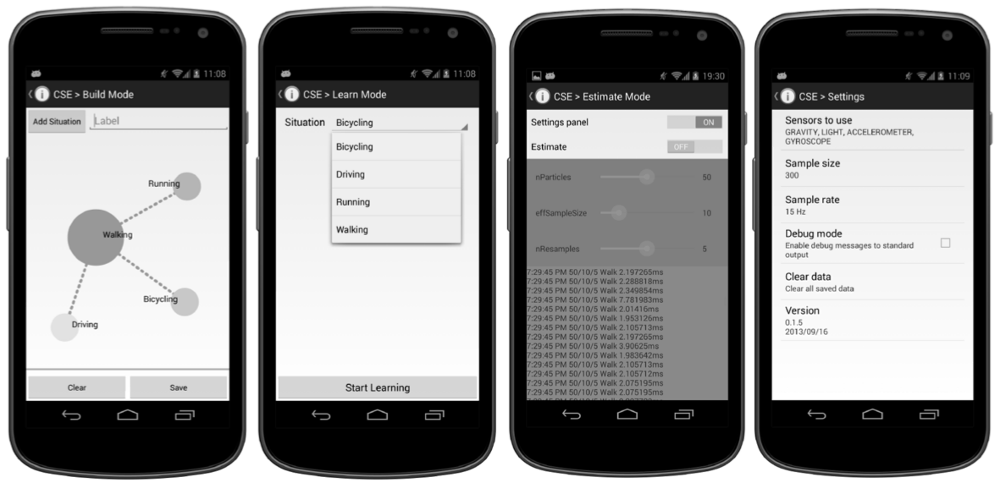 11:08
CSE > Build Mode
Add Situation
Label
Running
Walking
Bicycling
Driving
Clear
Save
11:08
CSE > Learn Mode
Situation
Bicycling
Bicycling
Driving
Running
Walking
Start Learning
19:30
CSE > Estimate Mode
Settings panel
ON
Estimate
OFF
nParticles
50
effSampleSize
10
nResamples
5
7:29:45 PM 50/10/5 Walk 2.197265ms
7:29:45 PM 50/10/5 Walk 2.288818ms
7:29:45 PM 50/10/5 Walk 2.349854ms
7:29:45 PM 50/10/5 Walk 7.781983ms
7:29:45 PM 50/10/5 Walk 2.01416ms
7:29:45 PM 50/10/5 Walk 1.953126ms
7:29:45 PM 50/10/5 Walk 2.105713ms
7:29:45 PM 50/10/5 Walk 2.197265ms
7:29:45 PM 50/10/5 Walk 3.90625ms
7:29:45 PM 50/10/5 Walk 1.983642ms
7:29:45 PM 50/10/5 Walk 2.105713ms
7:29:45 PM 50/10/5 Walk 2.105712ms
7:29:45 PM 50/10/5 Walk 2.075195ms
7:29:45 PM 50/10/5 Walk 2.075195ms
7:29:45 PM 50/10/5 Walk
11:09
CSE > Settings
Sensors to use
GRAVITY, LIGHT, ACCELEROMETER,
GYROSCOPE
Sample size
300
Sample rate
15 Hz
Debug mode
Enable debug messages to standard
output
Clear data
Clear all saved data
Version
0.1.5
2013/09/16